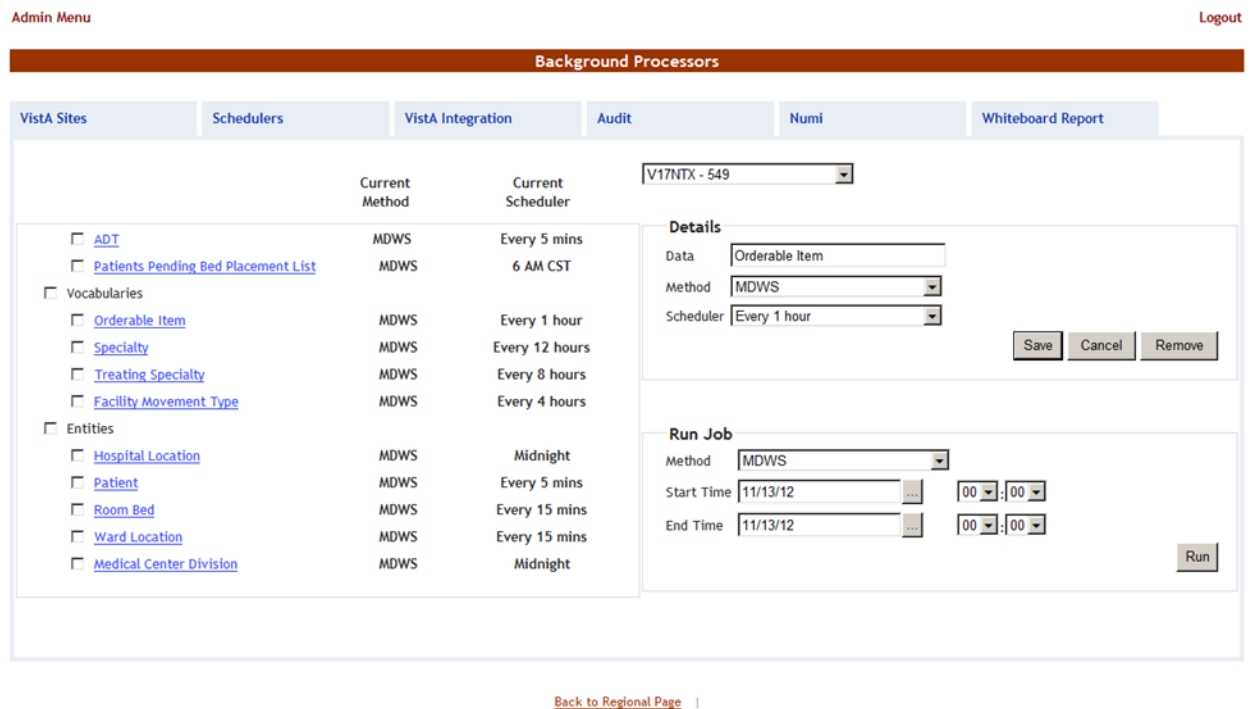 Admin Menu Logout
Background Processors
VistA Sites Schedulers VistA Integration Audit Numi Whiteboard Report
Current Method Current Scheduler
ADT MDWS Every 5 mins
Patients Pending Bed Placement List MDWS 6 AM CST
Vocabularies
Orderable Item MDWS Every 1 hour
Specialty MDWS Every 12 hours
Treating Specialty MDWS Every 8 hours
Facility Movement Type MDWS Every 4 hours
Entities
Hospital Location MDWS Midnight
Patient MDWS Every 5 mins
Room Bed MDWS Every 15 mins
Ward Location MDWS Every 15 mins
Medical Center Division MDWS Midnight
V17NTX - 549
Details
Data Orderable Item
Method MDWS
Scheduler Every 1 hour
Save Cancel Remove
Run Job
Method MDWS
Start Time 11/13/12 ... 00 : 00
End Time 11/13/12 ... 00 : 00
Run
Back to Regional Page |